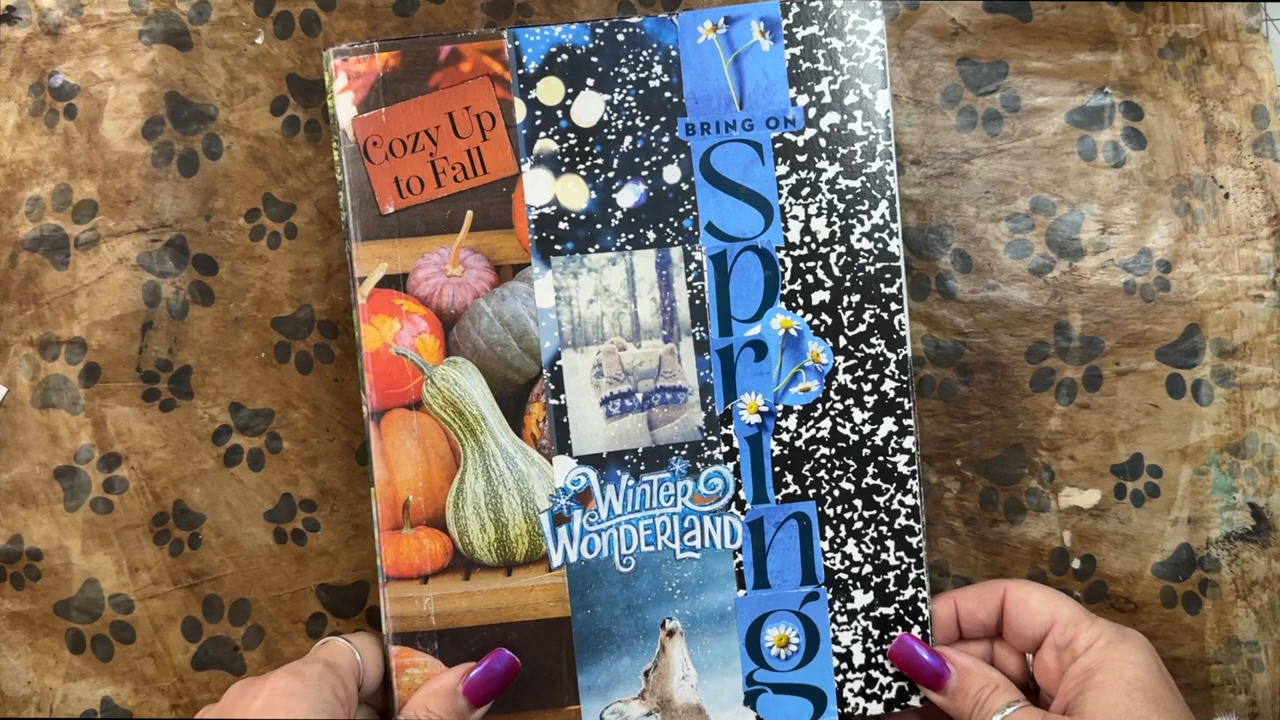 Cozy Up
to Fall
BRING ON
Spring
Winter
Wonderland